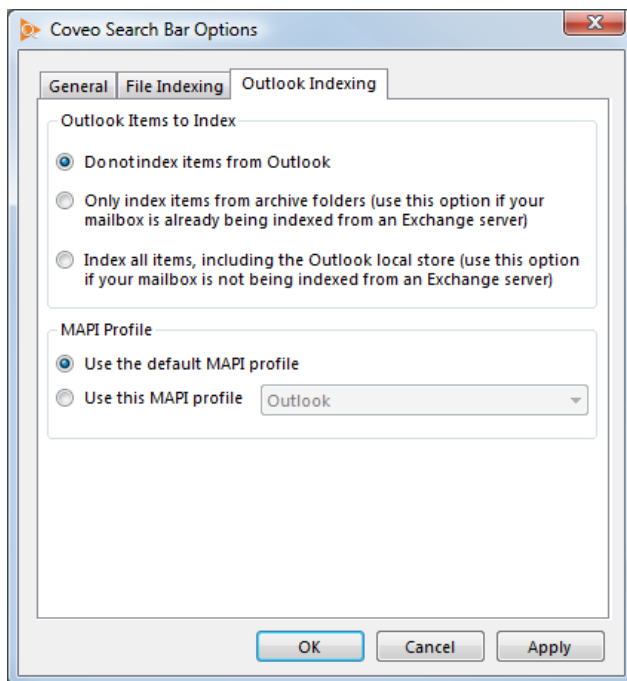 Coveo Search Bar Options
General File Indexing Outlook Indexing
Outlook Items to Index
Do not index items from Outlook
Only index items from archive folders (use this option if your
mailbox is already being indexed from an Exchange server)
Index all items, including the Outlook local store (use this option
if your mailbox is not being indexed from an Exchange server)
MAPI Profile
Use the default MAPI profile
Use this MAPI profile Outlook
OK Cancel Apply